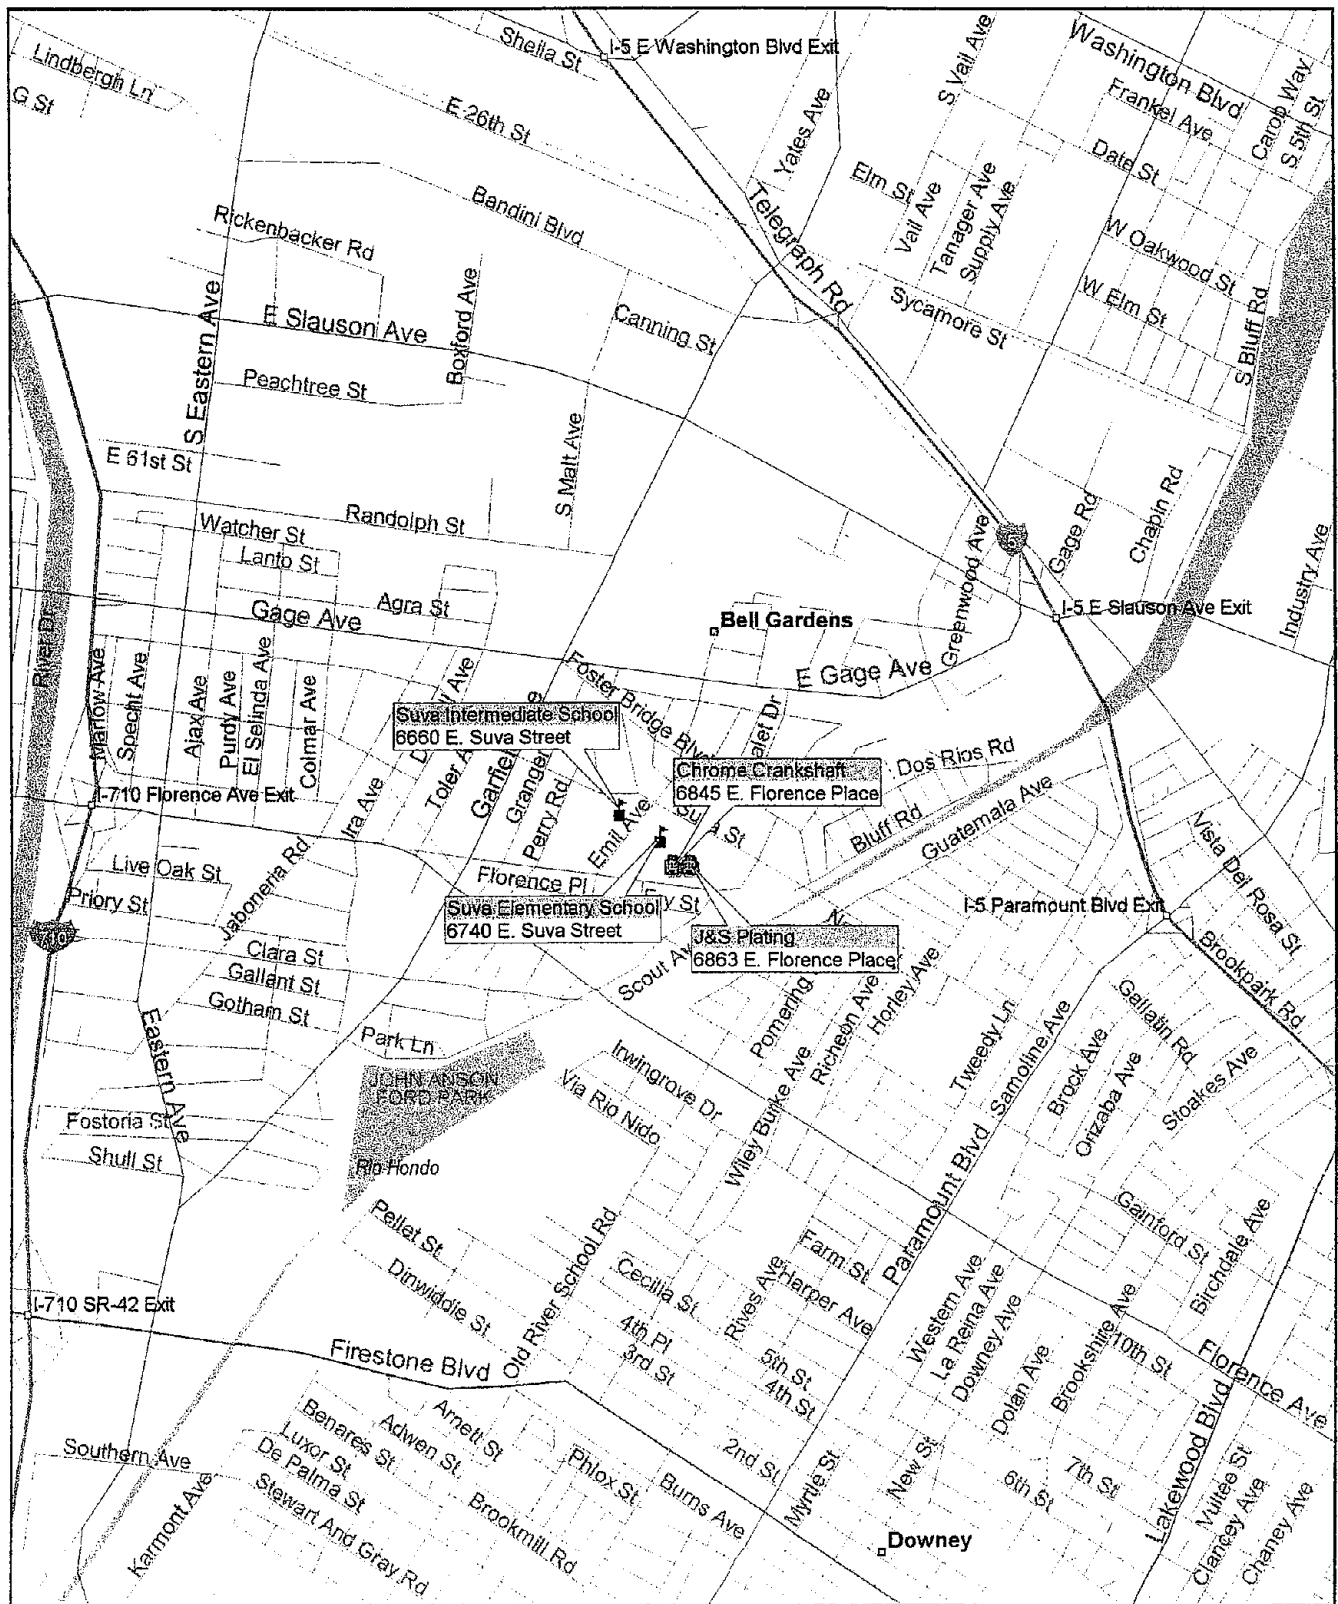 Sheila St
I-5 E Washington Blvd Exit
S Vail Ave
Washington Blvd
Lindbergh Ln
G St
E 26th St
Yates Ave
Frankel Ave
Carob Way
S 5th St
Date St
Elm St
Vail Ave
Tanager Ave
Supply Ave
Telegraph Rd
Bandini Blvd
Rickenbacker Rd
W Oakwood St
W Elm St
S Bluff Rd
Sycamore St
Canning St
E Slauson Ave
Boxford Ave
S Eastern Ave
Peachtree St
S Malt Ave
E 61st St
Randolph St
Watcher St
Lanto St
Agra St
Gage Ave
Greenwood Ave
5
Gage Rd
Chapin Rd
Industry Ave
I-5 E Slauson Ave Exit
Bell Gardens
E Gage Ave
River Dr
Marlow Ave
Specht Ave
Ajax Ave
Purdy Ave
El Selinda Ave
Colmar Ave
Foster Bridge Blv
Suva Intermediate School
6660 E. Suva Street
Chrome Crankshaft
6845 E. Florence Place
Dos Rios Rd
Bluff Rd
Guatemala Ave
I-710 Florence Ave Exit
Ira Ave
Toler A
Garfiel
Granger
Perry Rd
Emil Ave
Live Oak St
Priory St
Jaboneria Rd
Florence Pl
Suva Elementary School
6740 E. Suva Street
J&S Plating
6863 E. Florence Place
I-5 Paramount Blvd Exit
Vista Del Rosa St
Brookpark Rd
710
Clara St
Gallant St
Gotham St
Scout Av
Pomering
Richeon Ave
Horley Ave
Tweedy Ln
Samoline Ave
Gallatin Rd
Brock Ave
Orizaba Ave
Stoakes Ave
Eastern Ave
Park Ln
JOHN ANSON
FORD PARK
Irwingrove Dr
Via Rio Nido
Wiley Burke Ave
Fostoria St
Shull St
Rio Hondo
Paramount Blvd
Gainford St
Birchdale Ave
Pellet St
Dinwiddie St
Old River School Rd
Cecilia St
4th Pl
3rd St
Rives Ave
Farm St
Harper Ave
5th St
4th St
Western Ave
La Reina Ave
Downey Ave
Dolan Ave
Brookshire Ave
10th St
Florence Ave
I-710 SR-42 Exit
Firestone Blvd
Arnett St
Adwen St
Benares St
Luxor St
De Palma St
Stewart And Gray Rd
Southern Ave
Karmont Ave
Brookmill Rd
Phlox St
Burns Ave
2nd St
Myrtle St
New St
6th St
7th St
Lakewood Blvd
Multee St
Clancey Ave
Chaney Ave
Downey